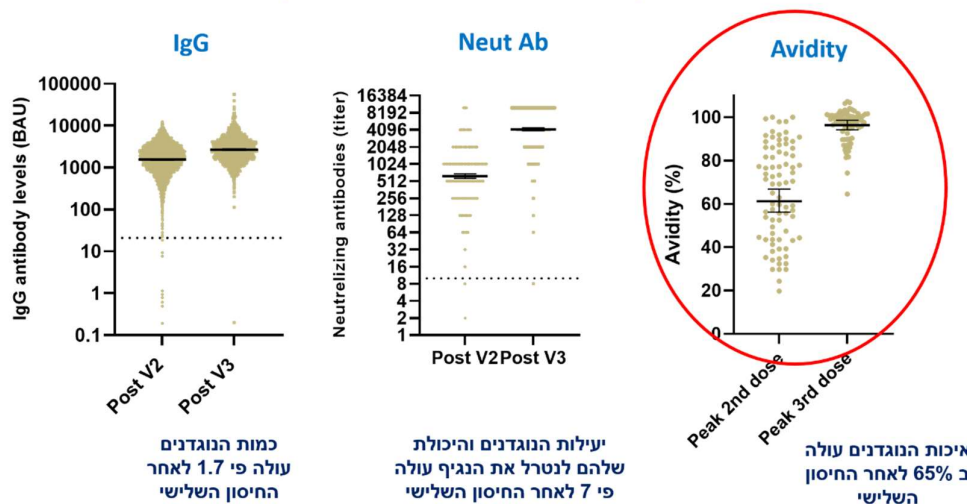 IgG
IgG antibody levels (BAU)
100000
10000
1000
100
10
1
0.1
Post V2
Post V3
כמות הנוגדנים
עולה פי 1.7 לאחר
החיסון השלישי
Neut Ab
Neutrelizing antibodies (titer)
16384
8192
4096
2048
1024
512
256
128
64
32
16
8
4
2
1
Post V2
Post V3
יעילות הנוגדנים והיכולת
שלהם לנטרל את הנגיף עולה
פי 7 לאחר החיסון השלישי
Avidity
Avidity (%)
100
80
60
40
20
0
Peak 2nd dose
Peak 3rd dose
איכות הנוגדנים עולה
ב 65% לאחר החיסון
השלישי